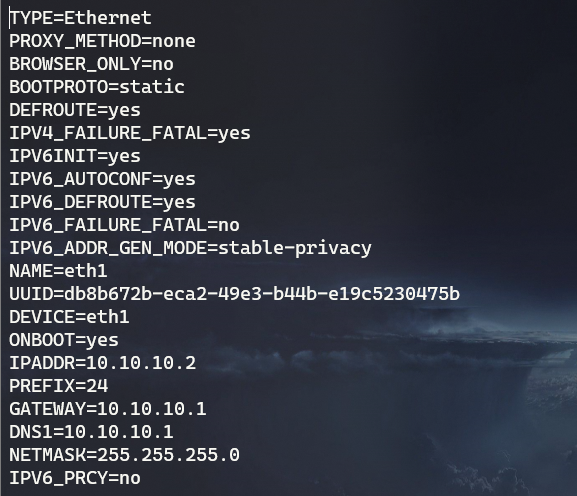 TYPE=Ethernet
PROXY_METHOD=none
BROWSER_ONLY=no
BOOTPROTO=static
DEFROUTE=yes
IPV4_FAILURE_FATAL=yes
IPV6INIT=yes
IPV6_AUTOCONF=yes
IPV6_DEFROUTE=yes
IPV6_FAILURE_FATAL=no
IPV6_ADDR_GEN_MODE=stable-privacy
NAME=eth1
UUID=db8b672b-eca2-49e3-b44b-e19c5230475b
DEVICE=eth1
ONBOOT=yes
IPADDR=10.10.10.2
PREFIX=24
GATEWAY=10.10.10.1
DNS1=10.10.10.1
NETMASK=255.255.255.0
IPV6_PRCY=no